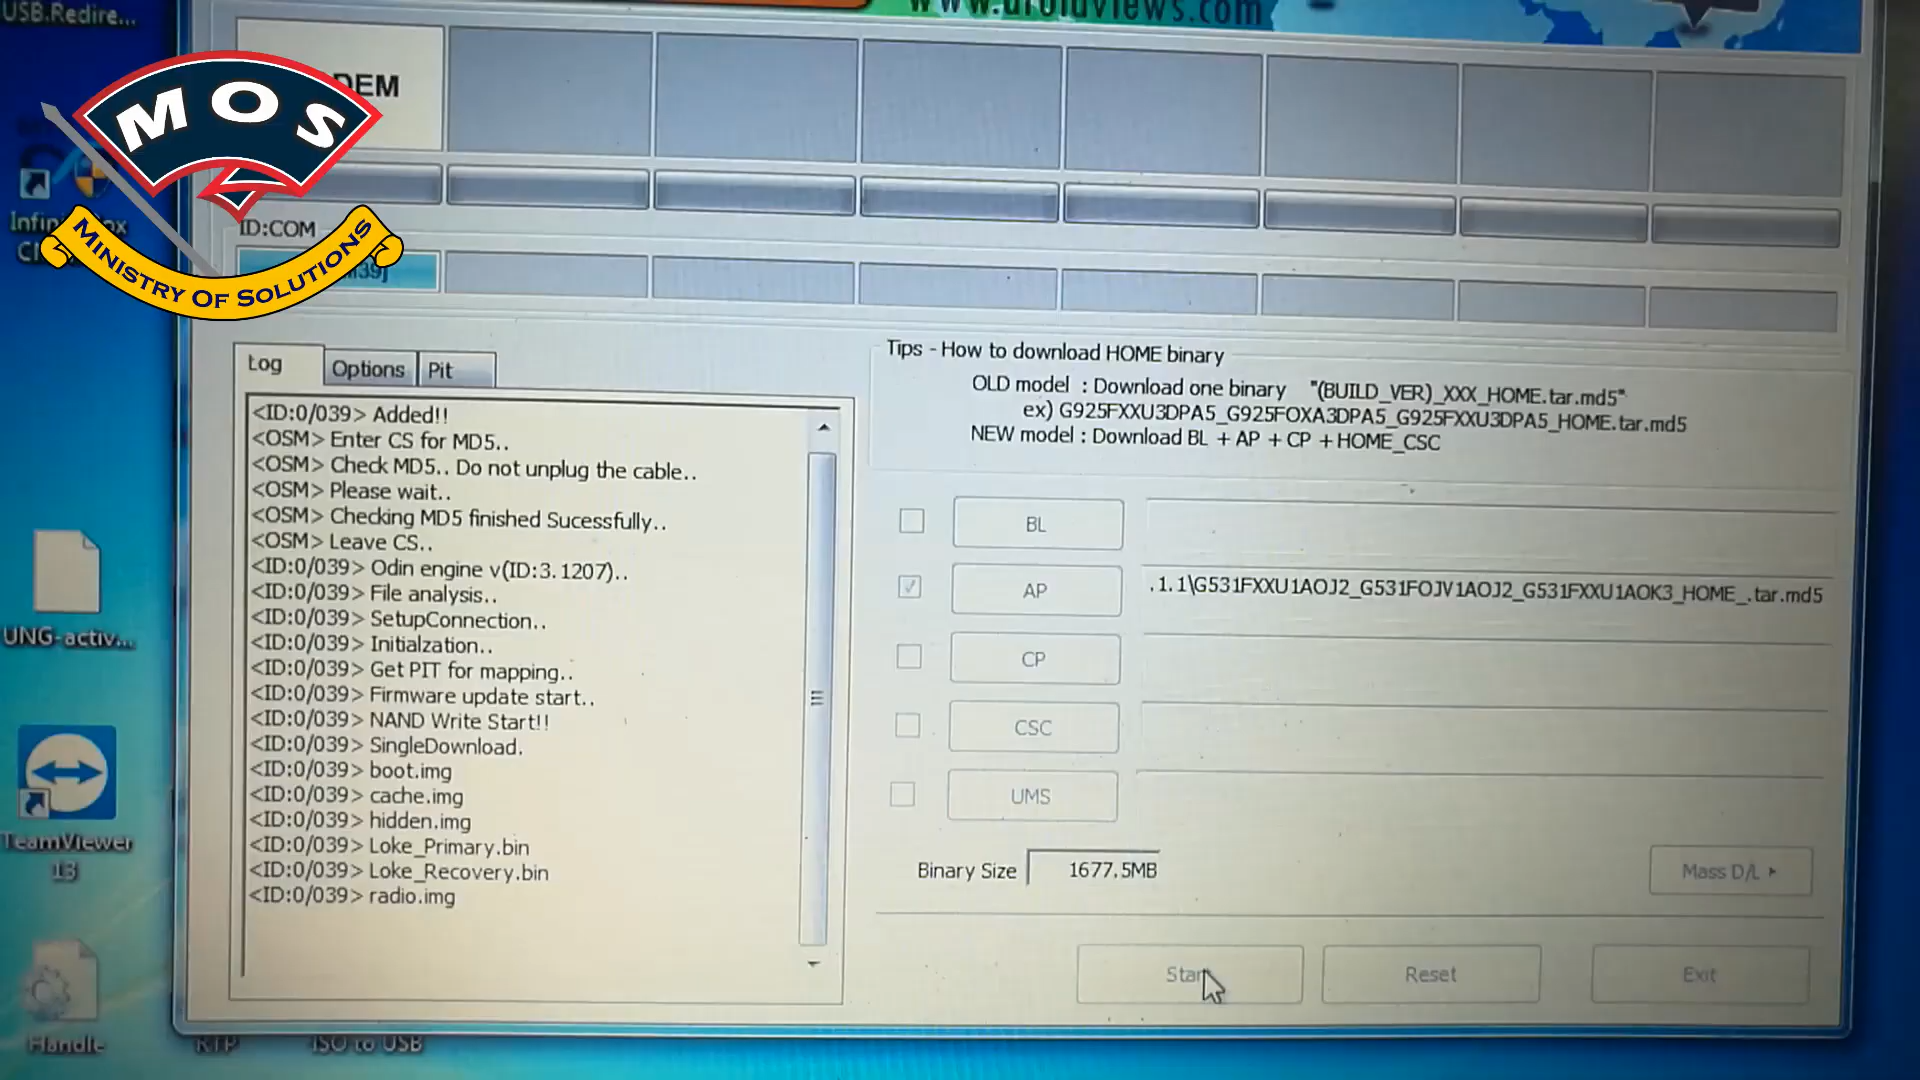 USB.Redire...
www.droidviews.com
DEM
MOS
MINISTRY OF SOLUTIONS
ID:COM
Log
Options
Pit
<ID:0/039> Added!!
<OSM> Enter CS for MD5..
<OSM> Check MD5.. Do not unplug the cable..
<OSM> Please wait..
<OSM> Checking MD5 finished Sucessfully..
<OSM> Leave CS..
<ID:0/039> Odin engine v(ID:3.1207)..
<ID:0/039> File analysis..
<ID:0/039> SetupConnection..
<ID:0/039> Initialzation..
<ID:0/039> Get PIT for mapping..
<ID:0/039> Firmware update start..
<ID:0/039> NAND Write Start!!
<ID:0/039> SingleDownload.
<ID:0/039> boot.img
<ID:0/039> cache.img
<ID:0/039> hidden.img
<ID:0/039> Loke_Primary.bin
<ID:0/039> Loke_Recovery.bin
<ID:0/039> radio.img
Tips - How to download HOME binary
OLD model : Download one binary "(BUILD_VER)_XXX_HOME.tar.md5"
ex) G925FXXU3DPA5_G925FOXA3DPA5_G925FXXU3DPA5_HOME.tar.md5
NEW model : Download BL + AP + CP + HOME_CSC
BL
AP
.1.1\G531FXXU1AOJ2_G531FOJV1AOJ2_G531FXXU1AOK3_HOME_.tar.md5
CP
CSC
UMS
Binary Size
1677.5MB
Mass D/L
Start
Reset
Exit
UNG-activ...
TeamViewer
13
Handle
RTP
ISO to USB